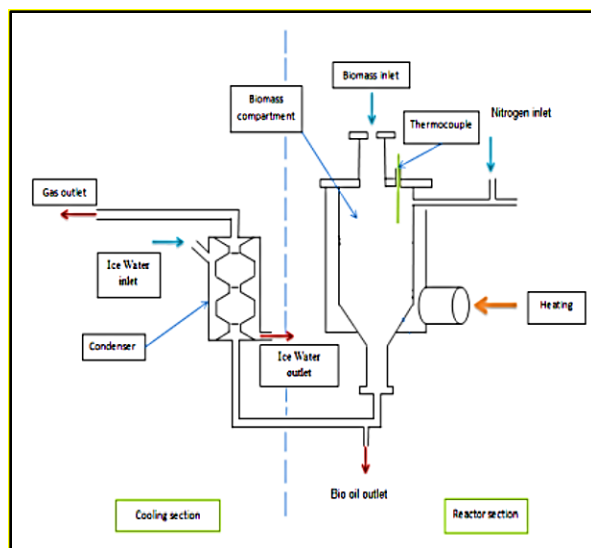 Biomass inlet
Biomass
compartment
Thermocouple
Nitrogen inlet
Gas outlet
Ice Water
inlet
Condenser
Ice Water
outlet
Heating
Bio oil outlet
Cooling section
Reactor section